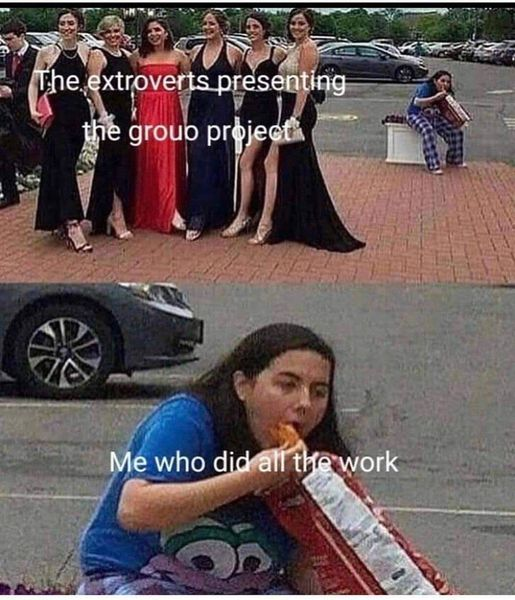 The extroverts presenting
the grouo project
Me who did all the work